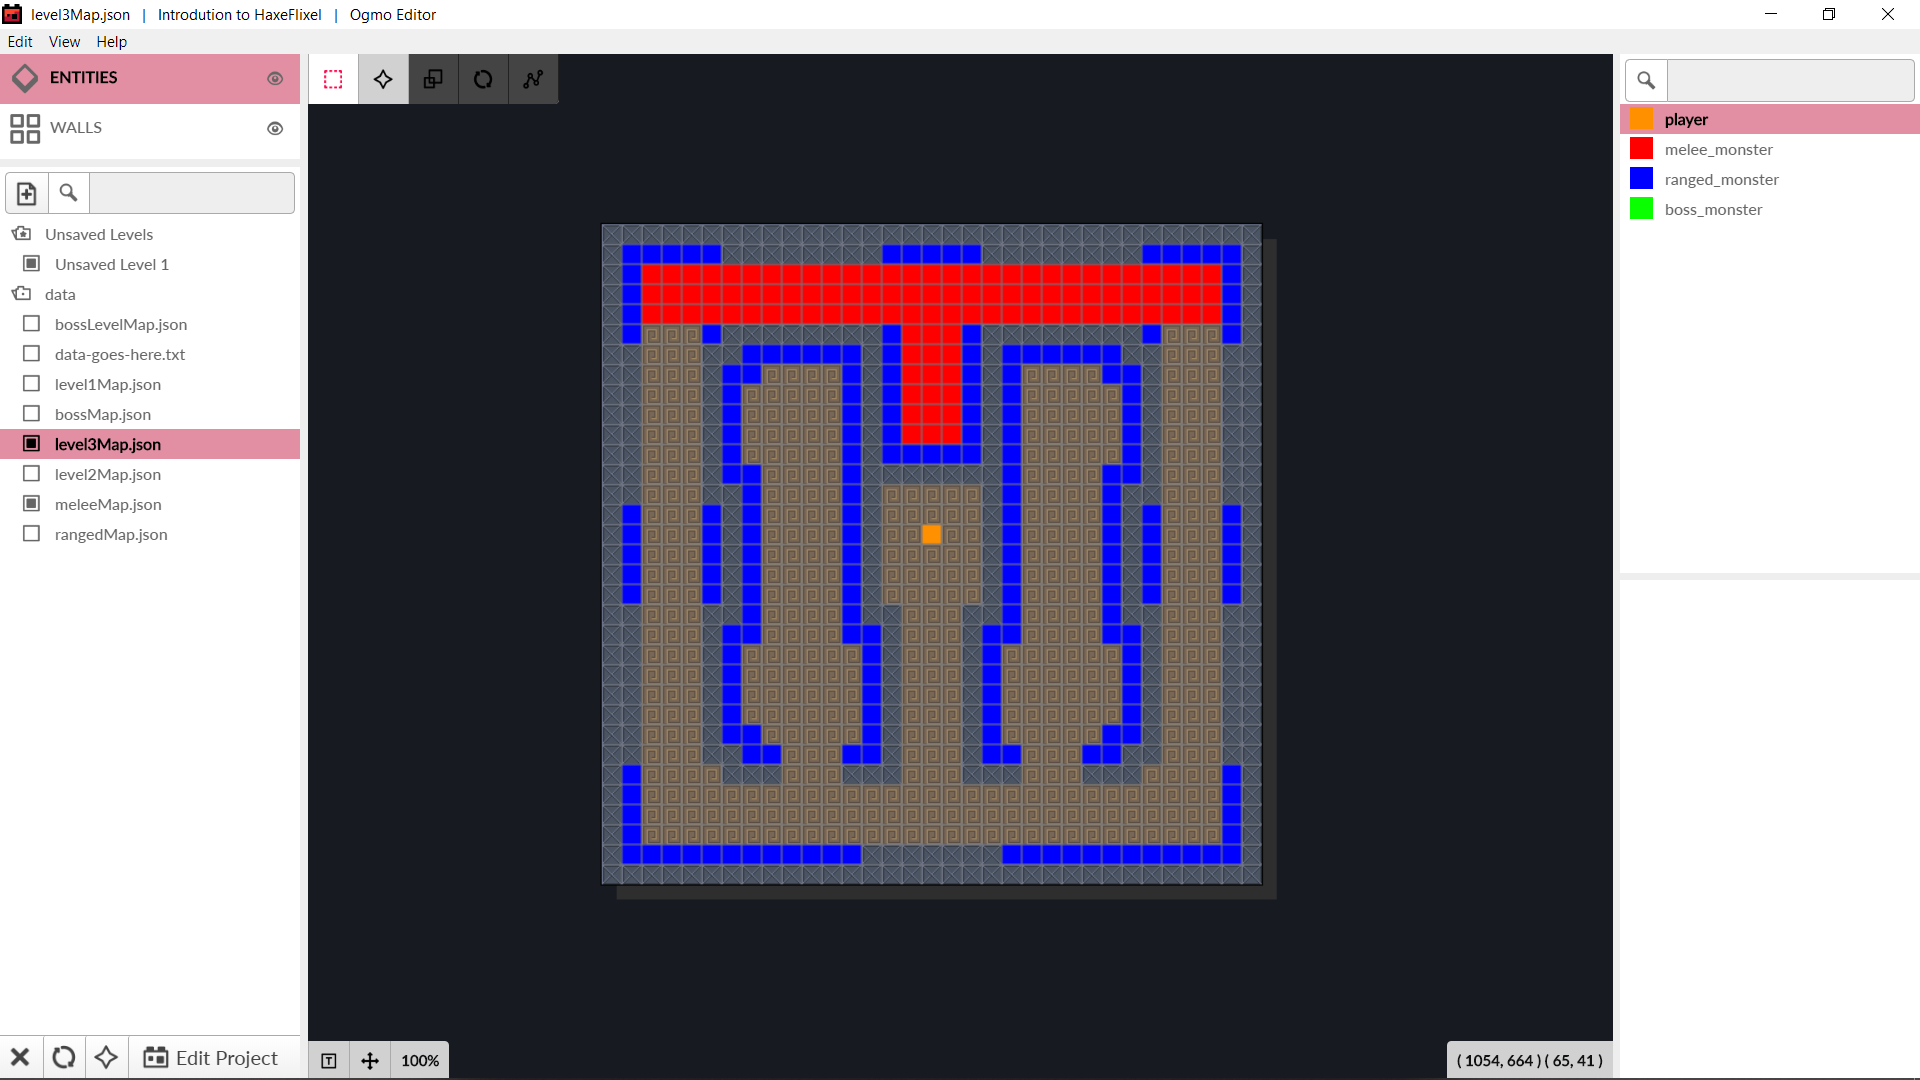 level3Map.json | Introdution to HaxeFlixel | Ogmo Editor
Edit View Help
ENTITIES
WALLS
Unsaved Levels
Unsaved Level 1
data
bossLevelMap.json
data-goes-here.txt
level1Map.json
bossMap.json
level3Map.json
level2Map.json
meleeMap.json
rangedMap.json
Edit Project
T
100%
( 1054, 664 ) ( 65, 41 )
player
melee_monster
ranged_monster
boss_monster